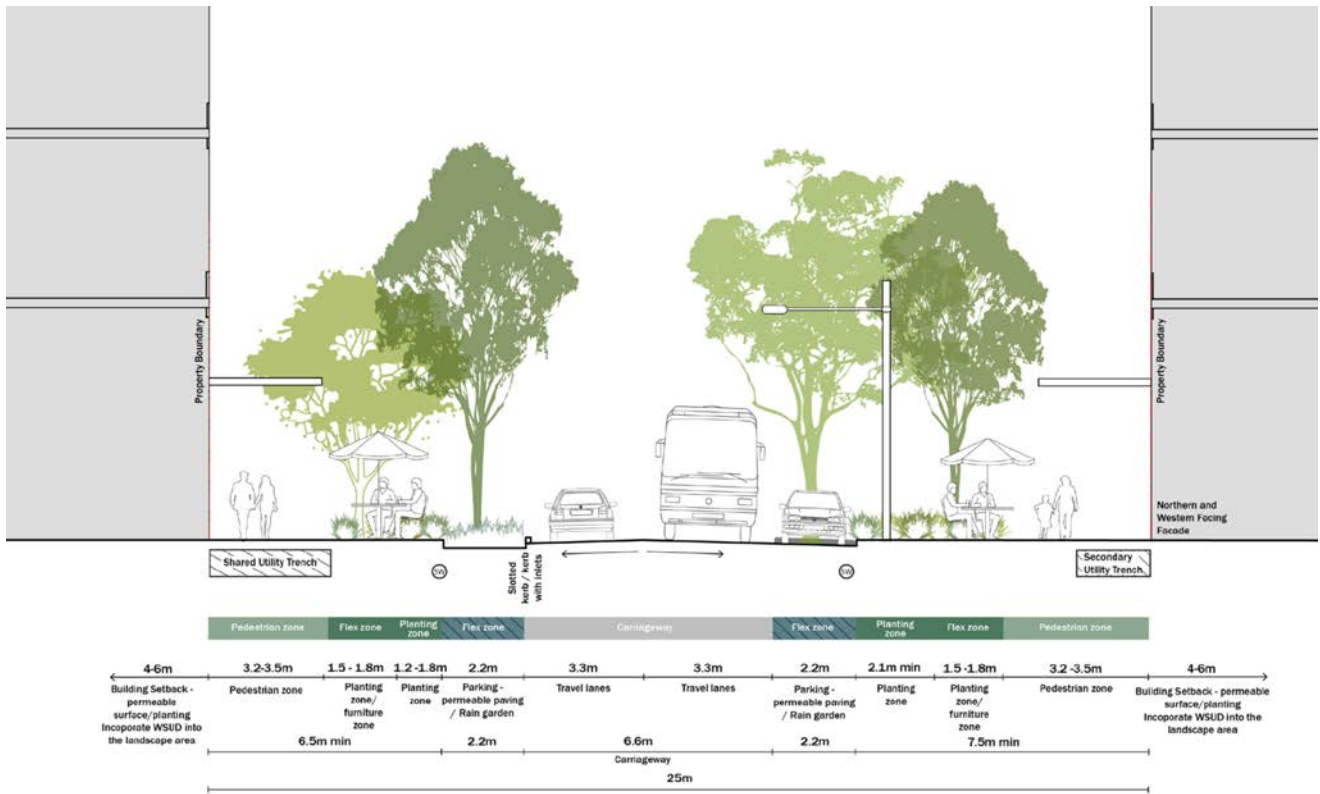 Property Boundary
Property Boundary
Northern and
Western Facing
Facade
Shared Utility Trench
SW
Slotted
kerb / kerb
with inlets
SW
Secondary
Utility Trench
Pedestrian zone
Flex zone
Planting
zone
Flex zone
Carriageway
Flex zone
Planting
zone
Flex zone
Pedestrian zone
4-6m
3.2-3.5m
1.5 - 1.8m
1.2 -1.8m
2.2m
3.3m
3.3m
2.2m
2.1m min
1.5 -1.8m
3.2 -3.5m
4-6m
Building Setback -
permeable
surface/planting
Incoporate WSUD into
the landscape area
Pedestrian zone
Planting
zone/
furniture
zone
Planting
zone
Parking -
permeable paving
/ Rain garden
Travel lanes
Travel lanes
Parking -
permeable paving
/ Rain garden
Planting
zone
Planting
zone/
furniture
zone
Pedestrian zone
Building Setback - permeable
surface/planting
Incoporate WSUD into the
landscape area
6.5m min
2.2m
6.6m
2.2m
7.5m min
Carriageway
25m